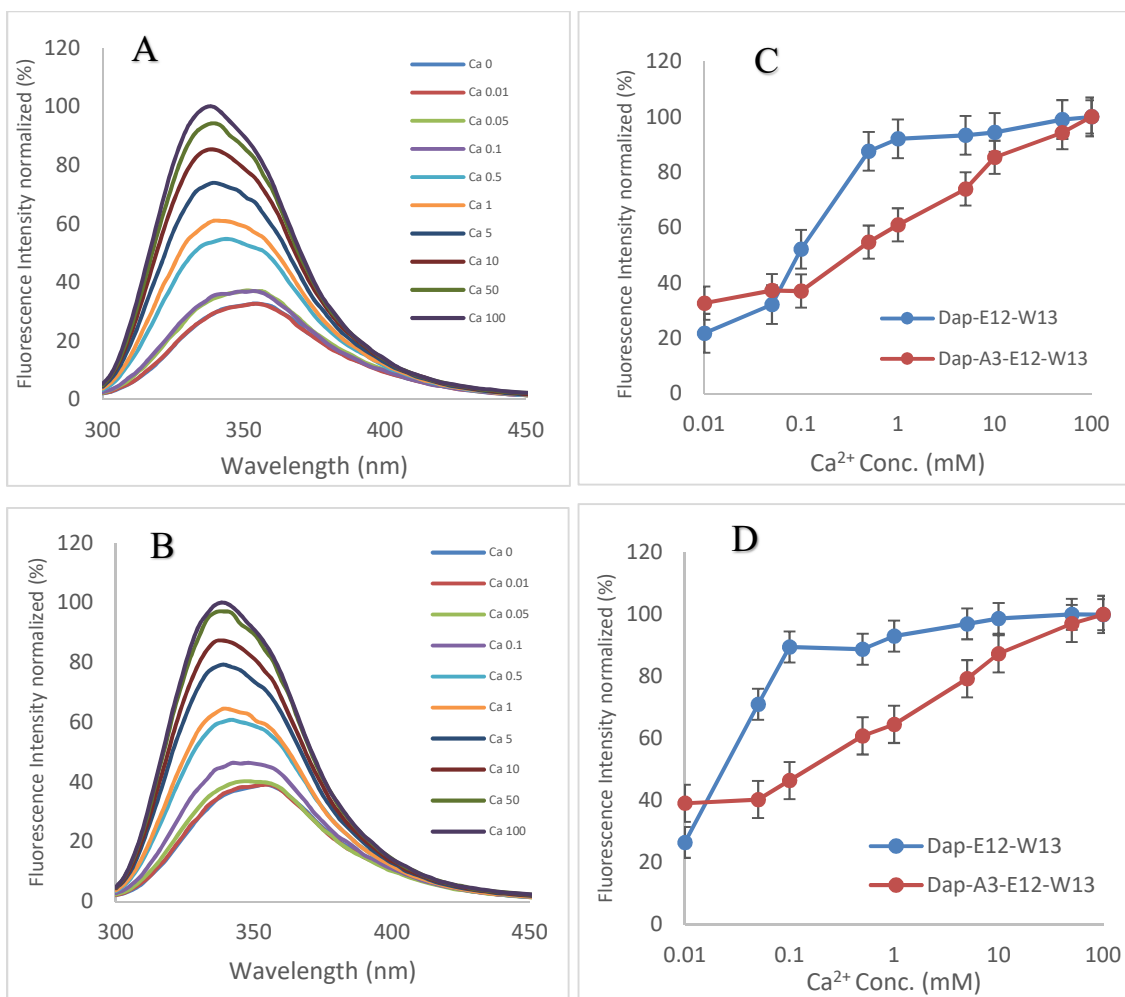 A
Fluorescence Intensity normalized (%)
120
100
80
60
40
20
0
300
350
400
450
Wavelength (nm)
Ca 0
Ca 0.01
Ca 0.05
Ca 0.1
Ca 0.5
Ca 1
Ca 5
Ca 10
Ca 50
Ca 100
C
Fluorescence Intensity normalized (%)
120
100
80
60
40
20
0
0.01
0.1
1
10
100
Ca²⁺ Conc. (mM)
Dap-E12-W13
Dap-A3-E12-W13
B
Fluorescence Intensity normalized (%)
120
100
80
60
40
20
0
300
350
400
450
Wavelength (nm)
Ca 0
Ca 0.01
Ca 0.05
Ca 0.1
Ca 0.5
Ca 1
Ca 5
Ca 10
Ca 50
Ca 100
D
Fluorescence Intensity normalized (%)
120
100
80
60
40
20
0
0.01
0.1
1
10
100
Ca²⁺ Conc. (mM)
Dap-E12-W13
Dap-A3-E12-W13